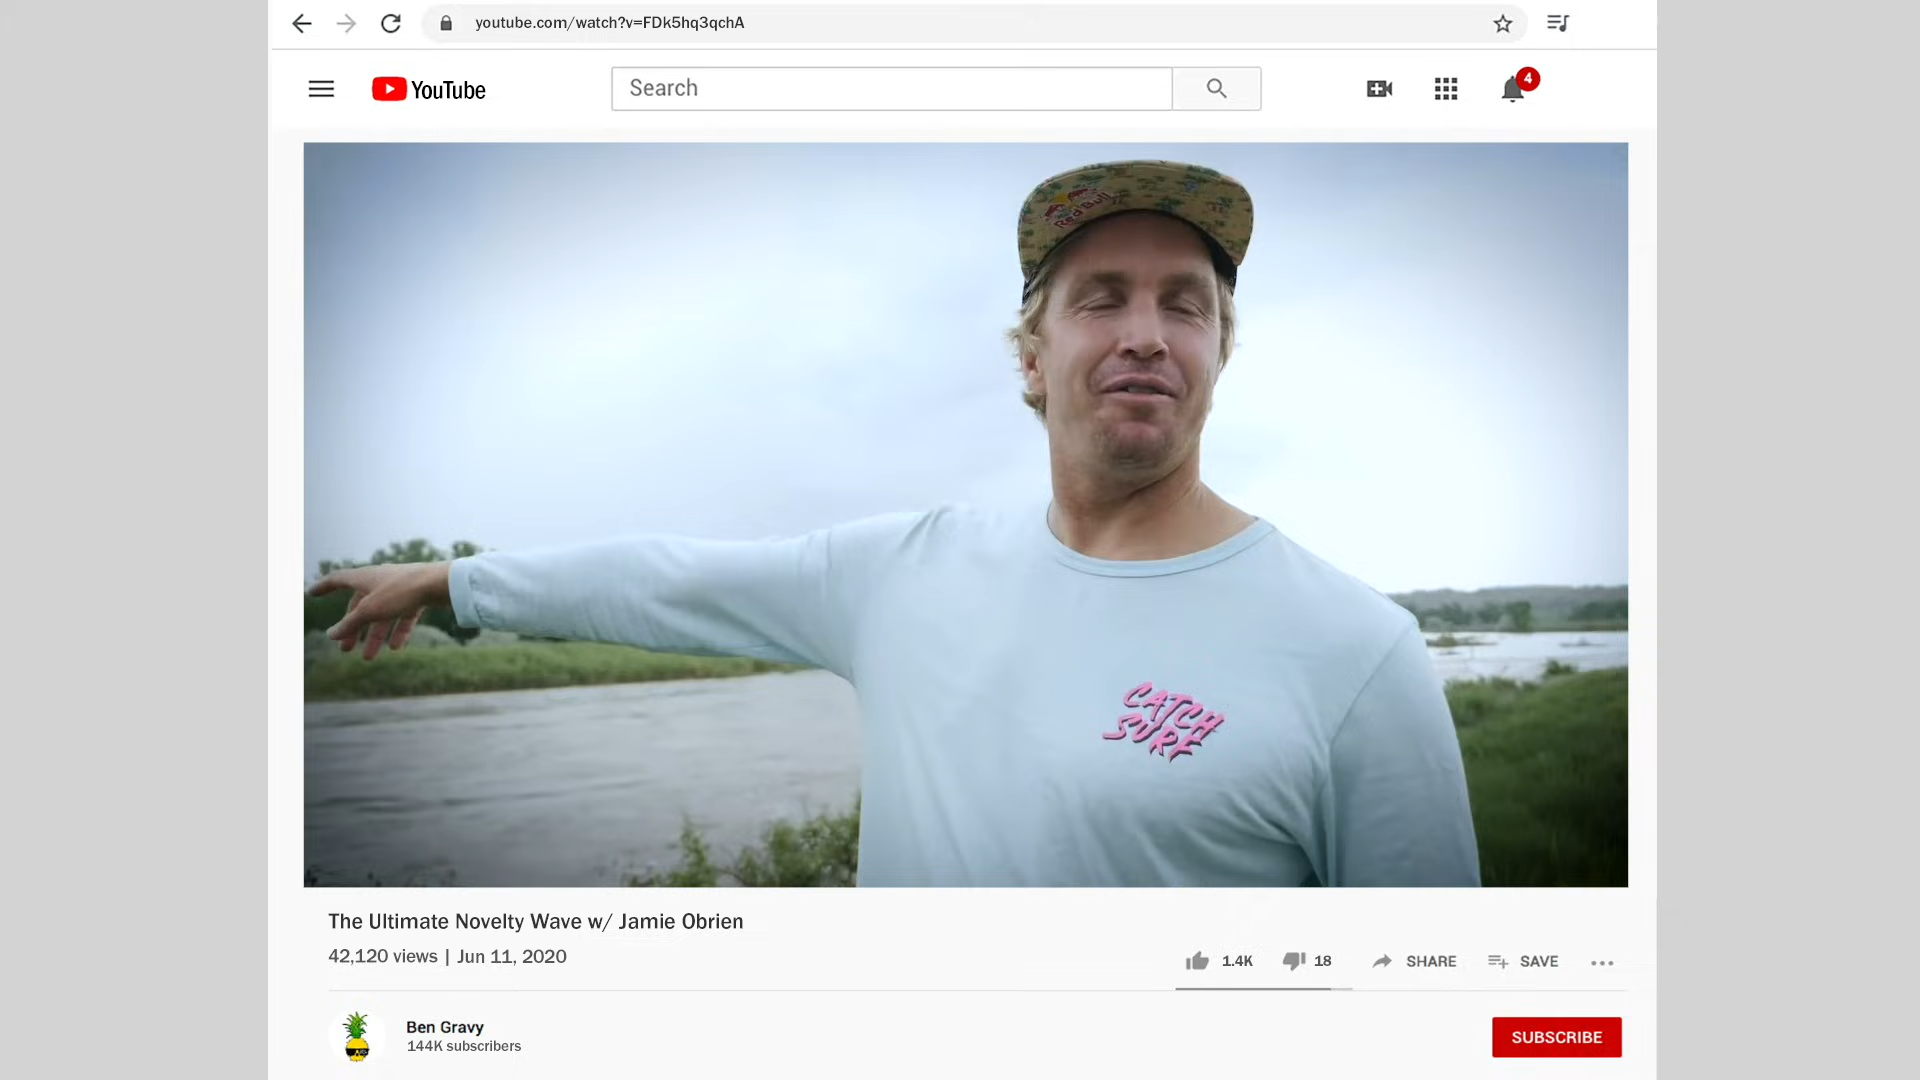 youtube.com/watch?v=FDk5hq3qchA
YouTube
Search
4
Red Bull
CATCH
SURF
The Ultimate Novelty Wave w/ Jamie Obrien
42,120 views | Jun 11, 2020
1.4K
18
SHARE
SAVE
Ben Gravy
144K subscribers
SUBSCRIBE